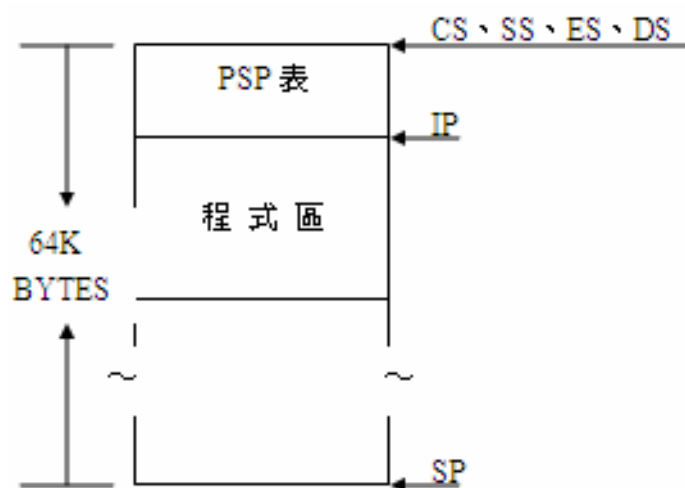 CS、SS、ES、DS
PSP 表
IP
程 式 區
64K
BYTES
SP